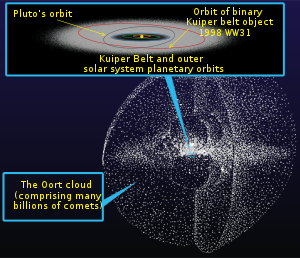 Pluto's orbit
Orbit of binary
Kuiper belt object
1998 WW31
Kuiper Belt and outer
solar system planetary orbits
The Oort cloud
(comprising many
billions of comets)